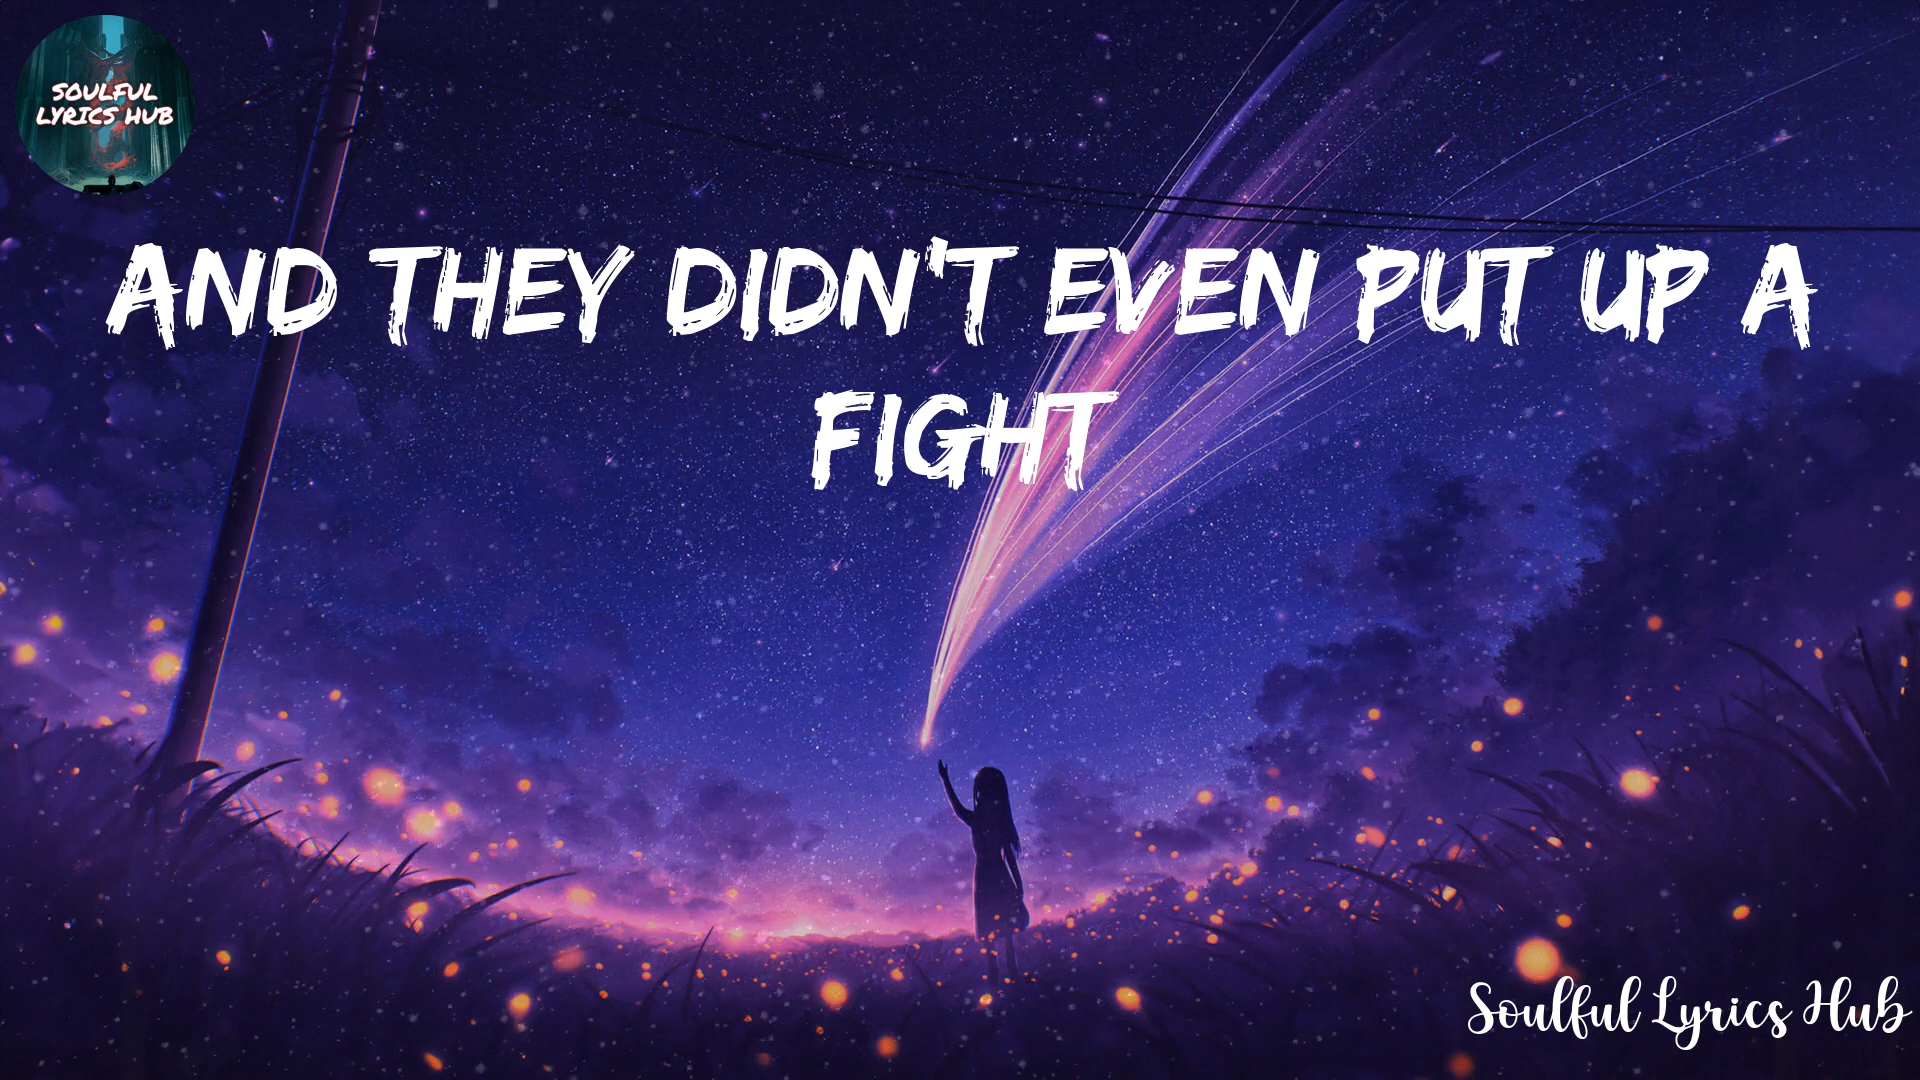 SOULFUL
LYRICS HUB
AND THEY DIDN'T EVEN PUT UP A
FIGHT
Soulful Lyrics Hub